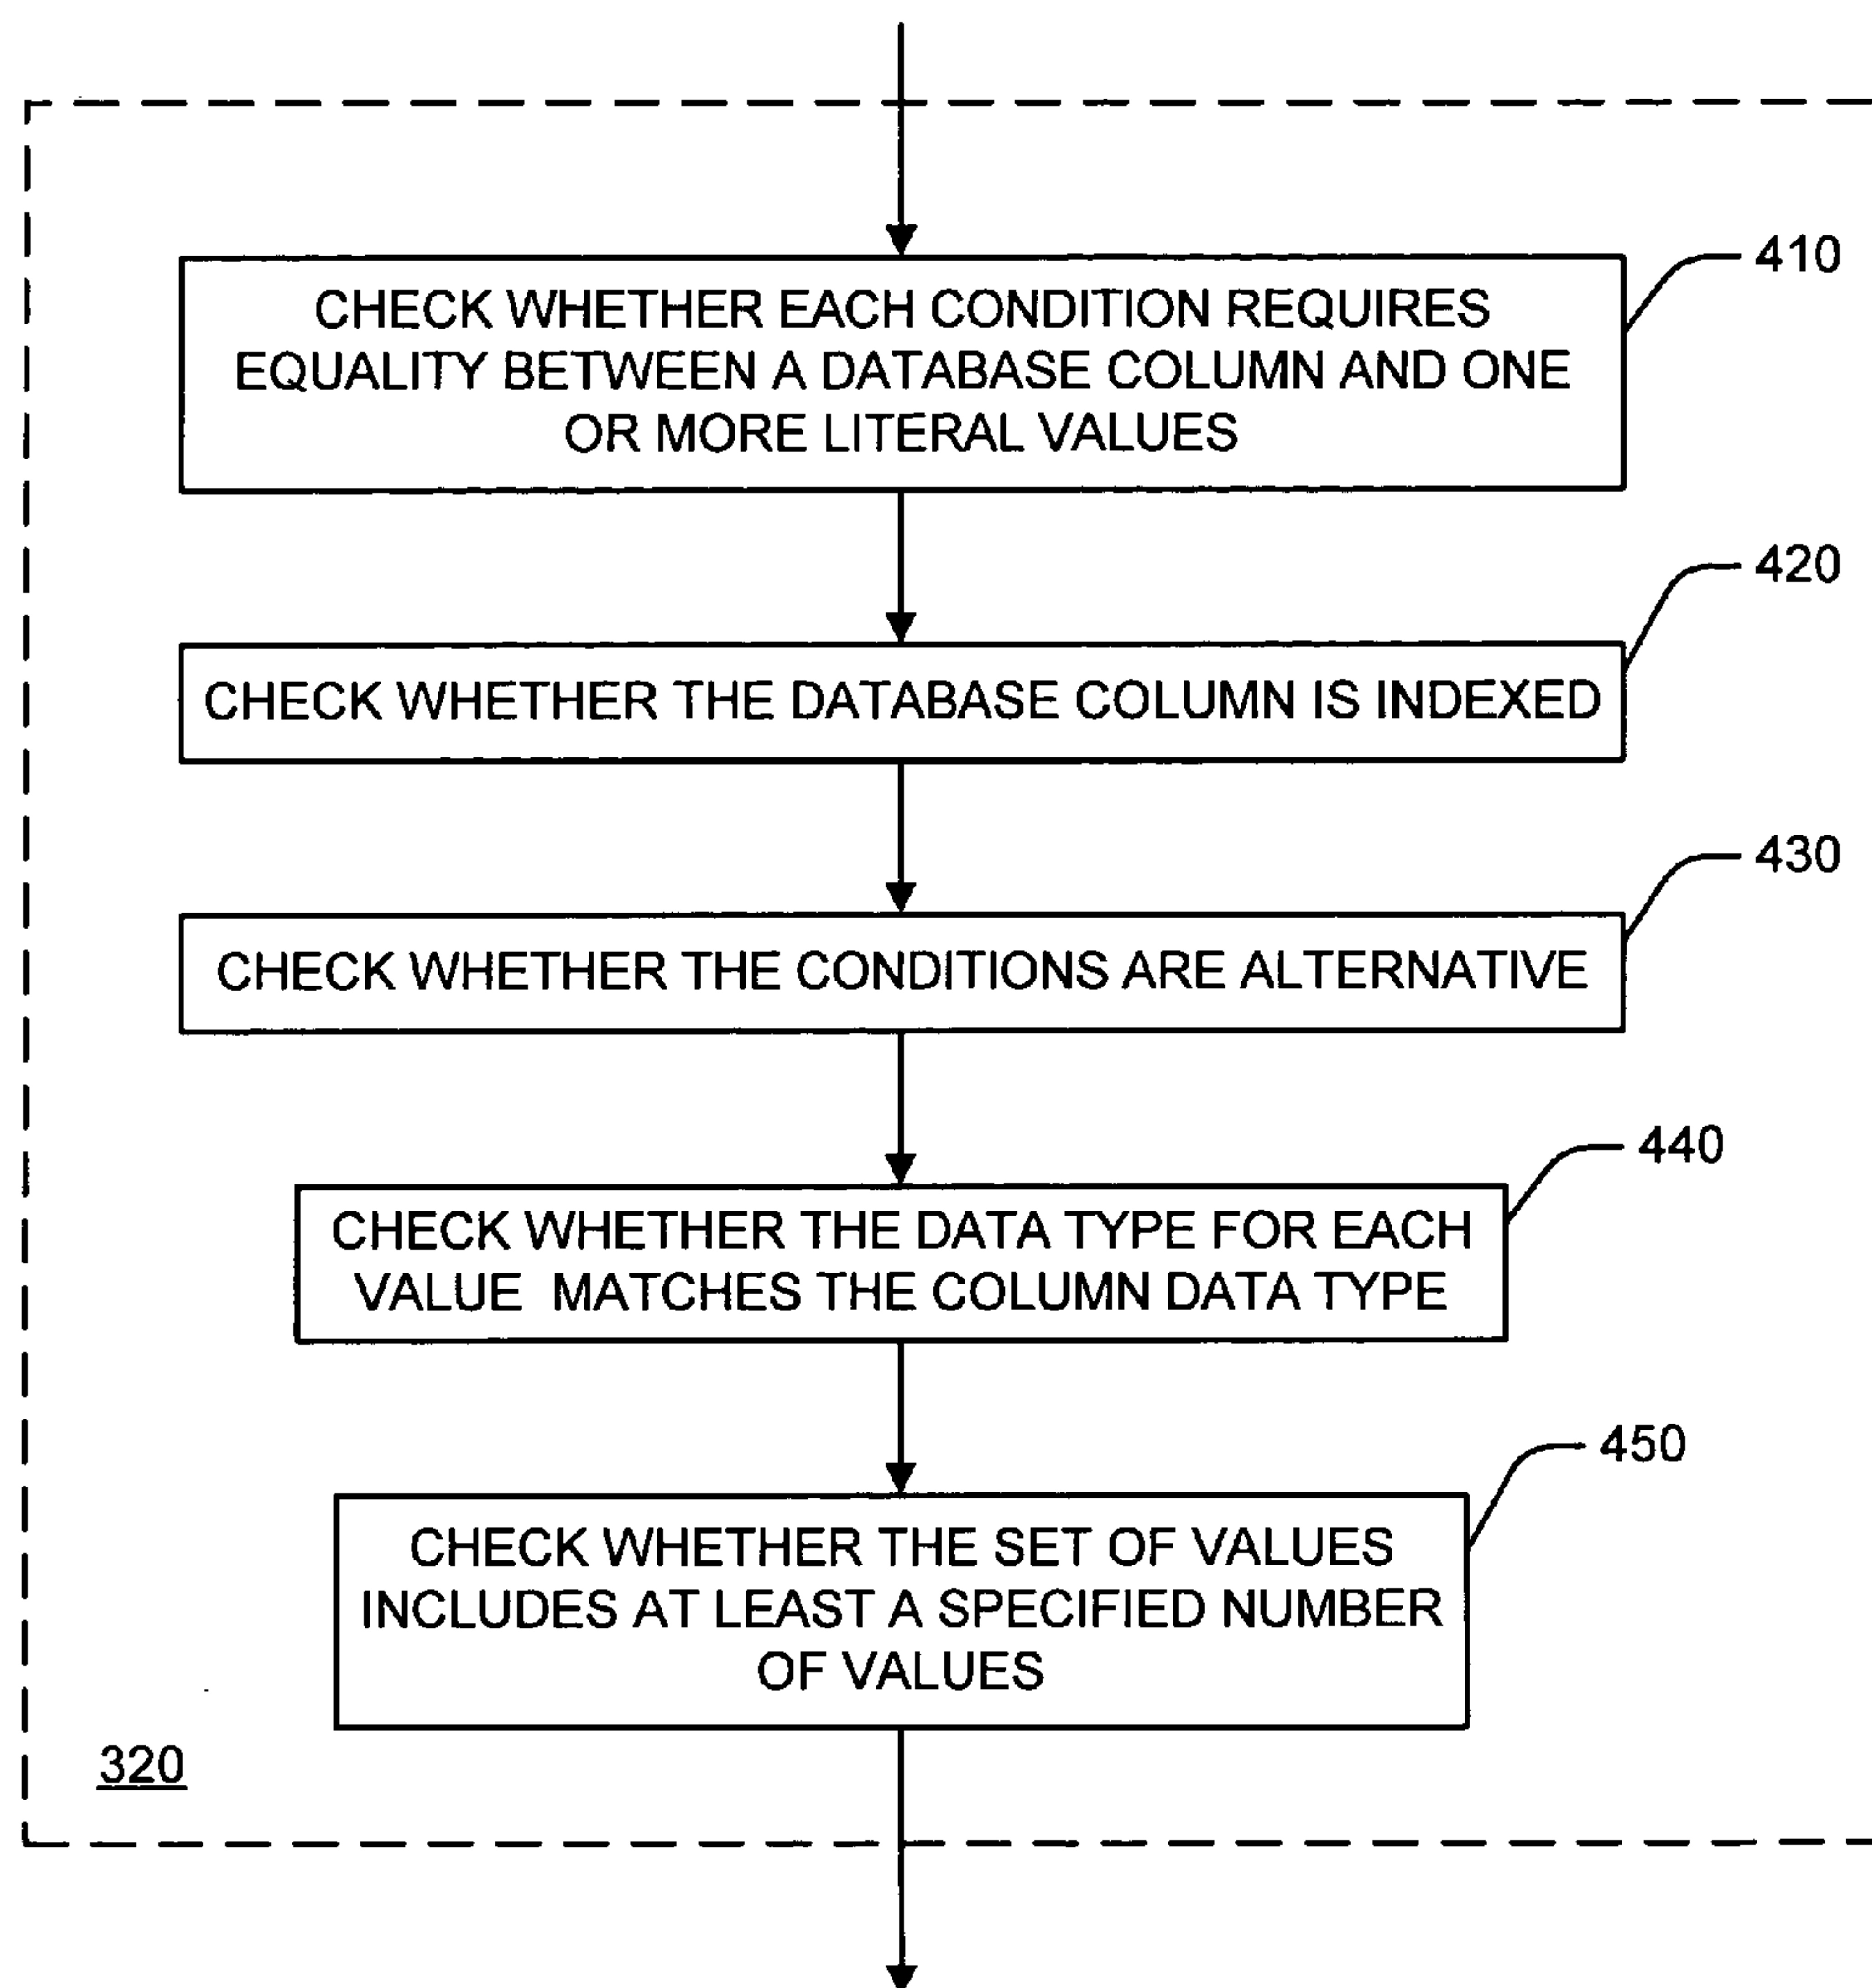 410
CHECK WHETHER EACH CONDITION REQUIRES
EQUALITY BETWEEN A DATABASE COLUMN AND ONE
OR MORE LITERAL VALUES
420
CHECK WHETHER THE DATABASE COLUMN IS INDEXED
430
CHECK WHETHER THE CONDITIONS ARE ALTERNATIVE
440
CHECK WHETHER THE DATA TYPE FOR EACH
VALUE MATCHES THE COLUMN DATA TYPE
450
CHECK WHETHER THE SET OF VALUES
INCLUDES AT LEAST A SPECIFIED NUMBER
OF VALUES
320